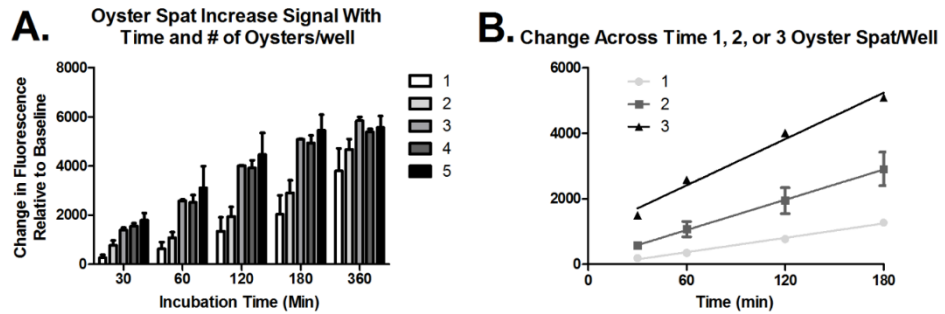 A.
Oyster Spat Increase Signal With
Time and # of Oysters/well
Change in Fluorescence
Relative to Baseline
8000
6000
4000
2000
0
30
60
120
180
360
Incubation Time (Min)
1
2
3
4
5
B.
Change Across Time 1, 2, or 3 Oyster Spat/Well
6000
4000
2000
0
0
60
120
180
Time (min)
1
2
3